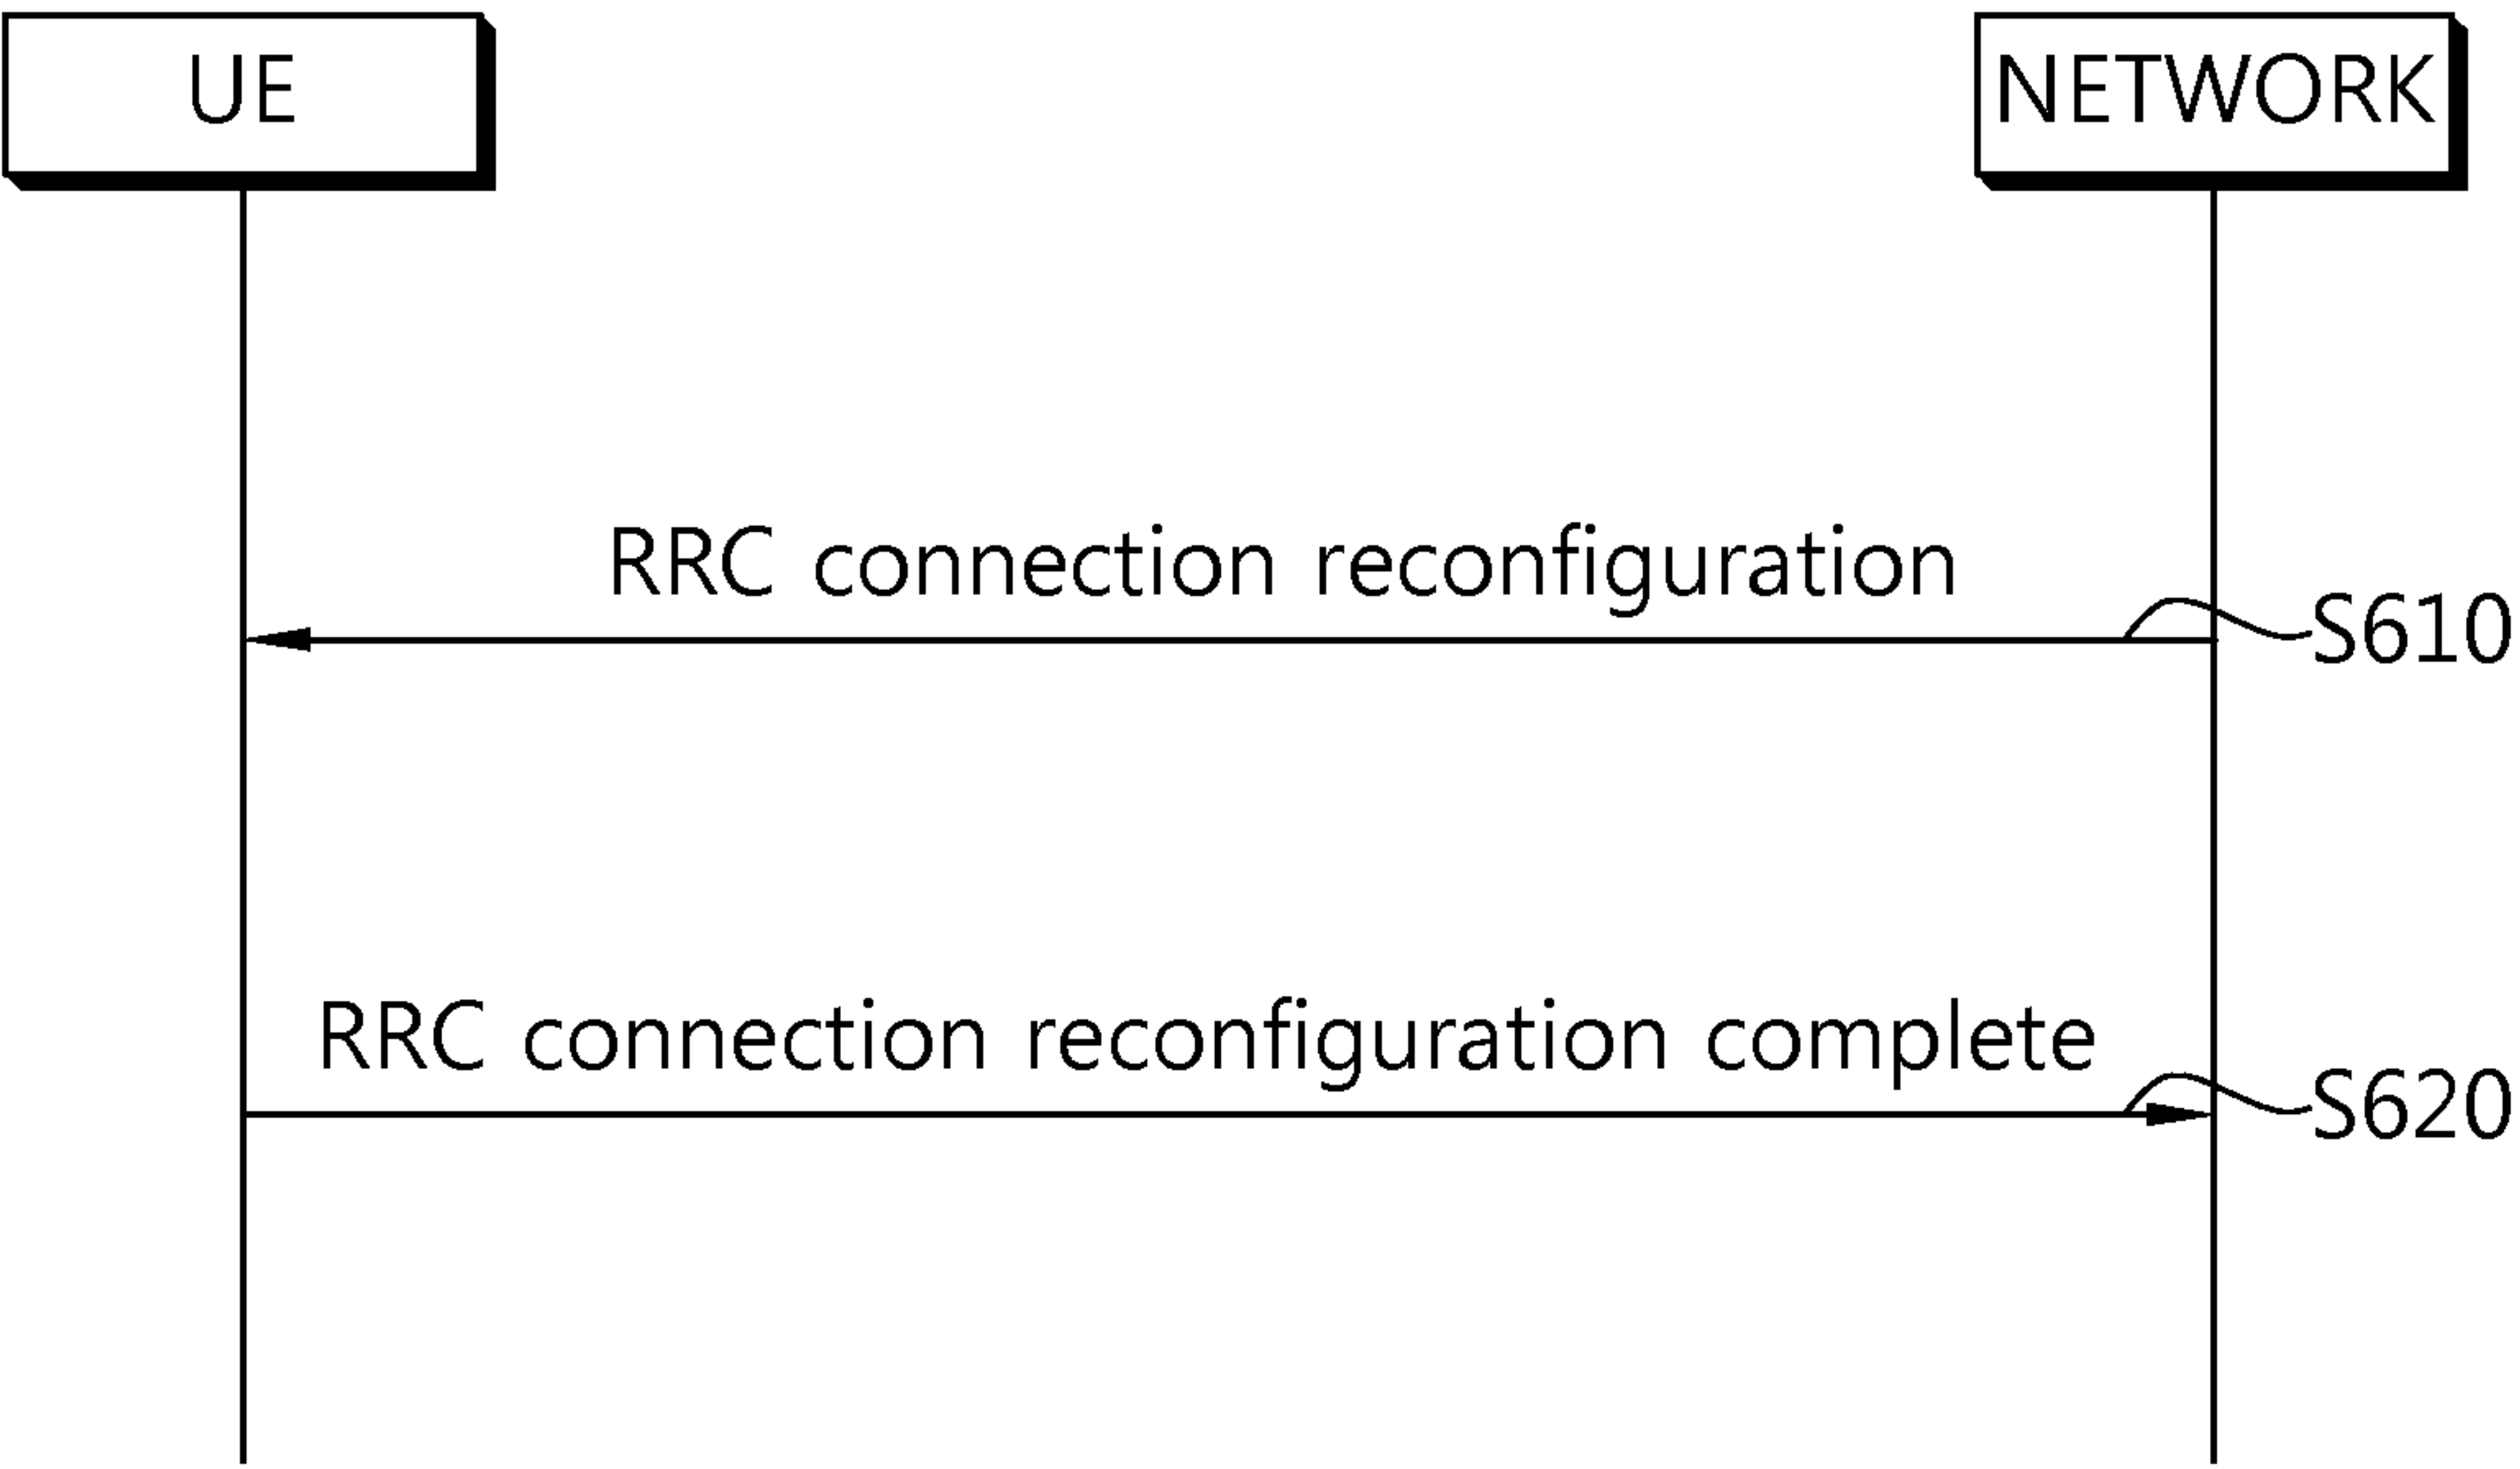 UE
NETWORK
RRC connection reconfiguration
S610
RRC connection reconfiguration complete
S620